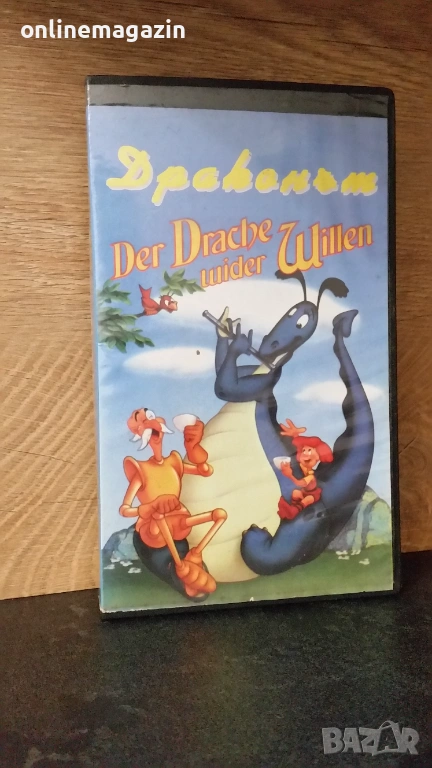 onlinemagazin
Драконът
Der Drache
wider Willen
BAZAR